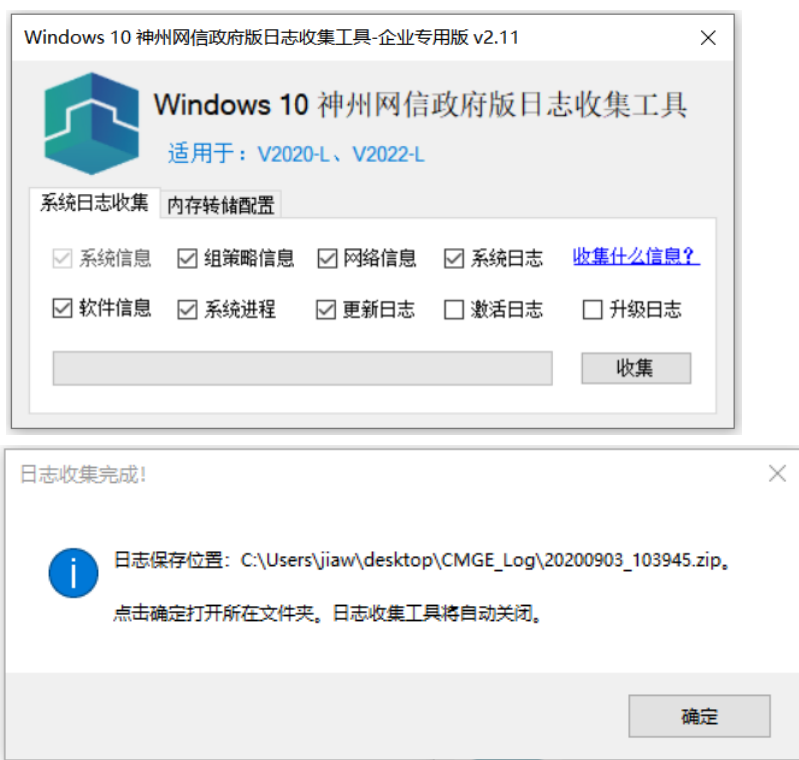 Windows 10 神州网信政府版日志收集工具-企业专用版 v2.11
Windows 10 神州网信政府版日志收集工具
适用于：V2020-L、V2022-L
系统日志收集 内存转储配置
系统信息 组策略信息 网络信息 系统日志 收集什么信息？
软件信息 系统进程 更新日志 激活日志 升级日志
收集
日志收集完成!
日志保存位置：C:\Users\jiaw\desktop\CMGE_Log\20200903_103945.zip。
点击确定打开所在文件夹。日志收集工具将自动关闭。
确定